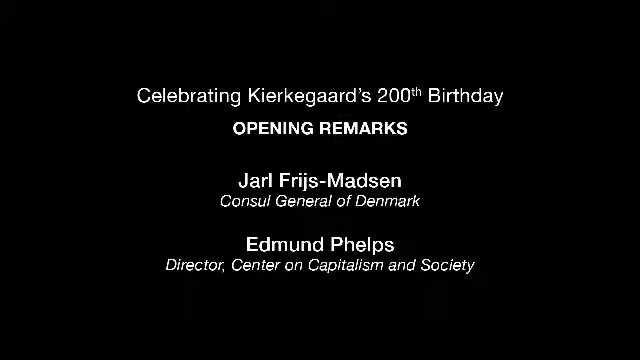 Celebrating Kierkegaard's 200th Birthday
OPENING REMARKS
Jarl Frijs-Madsen
Consul General of Denmark
Edmund Phelps
Director, Center on Capitalism and Society